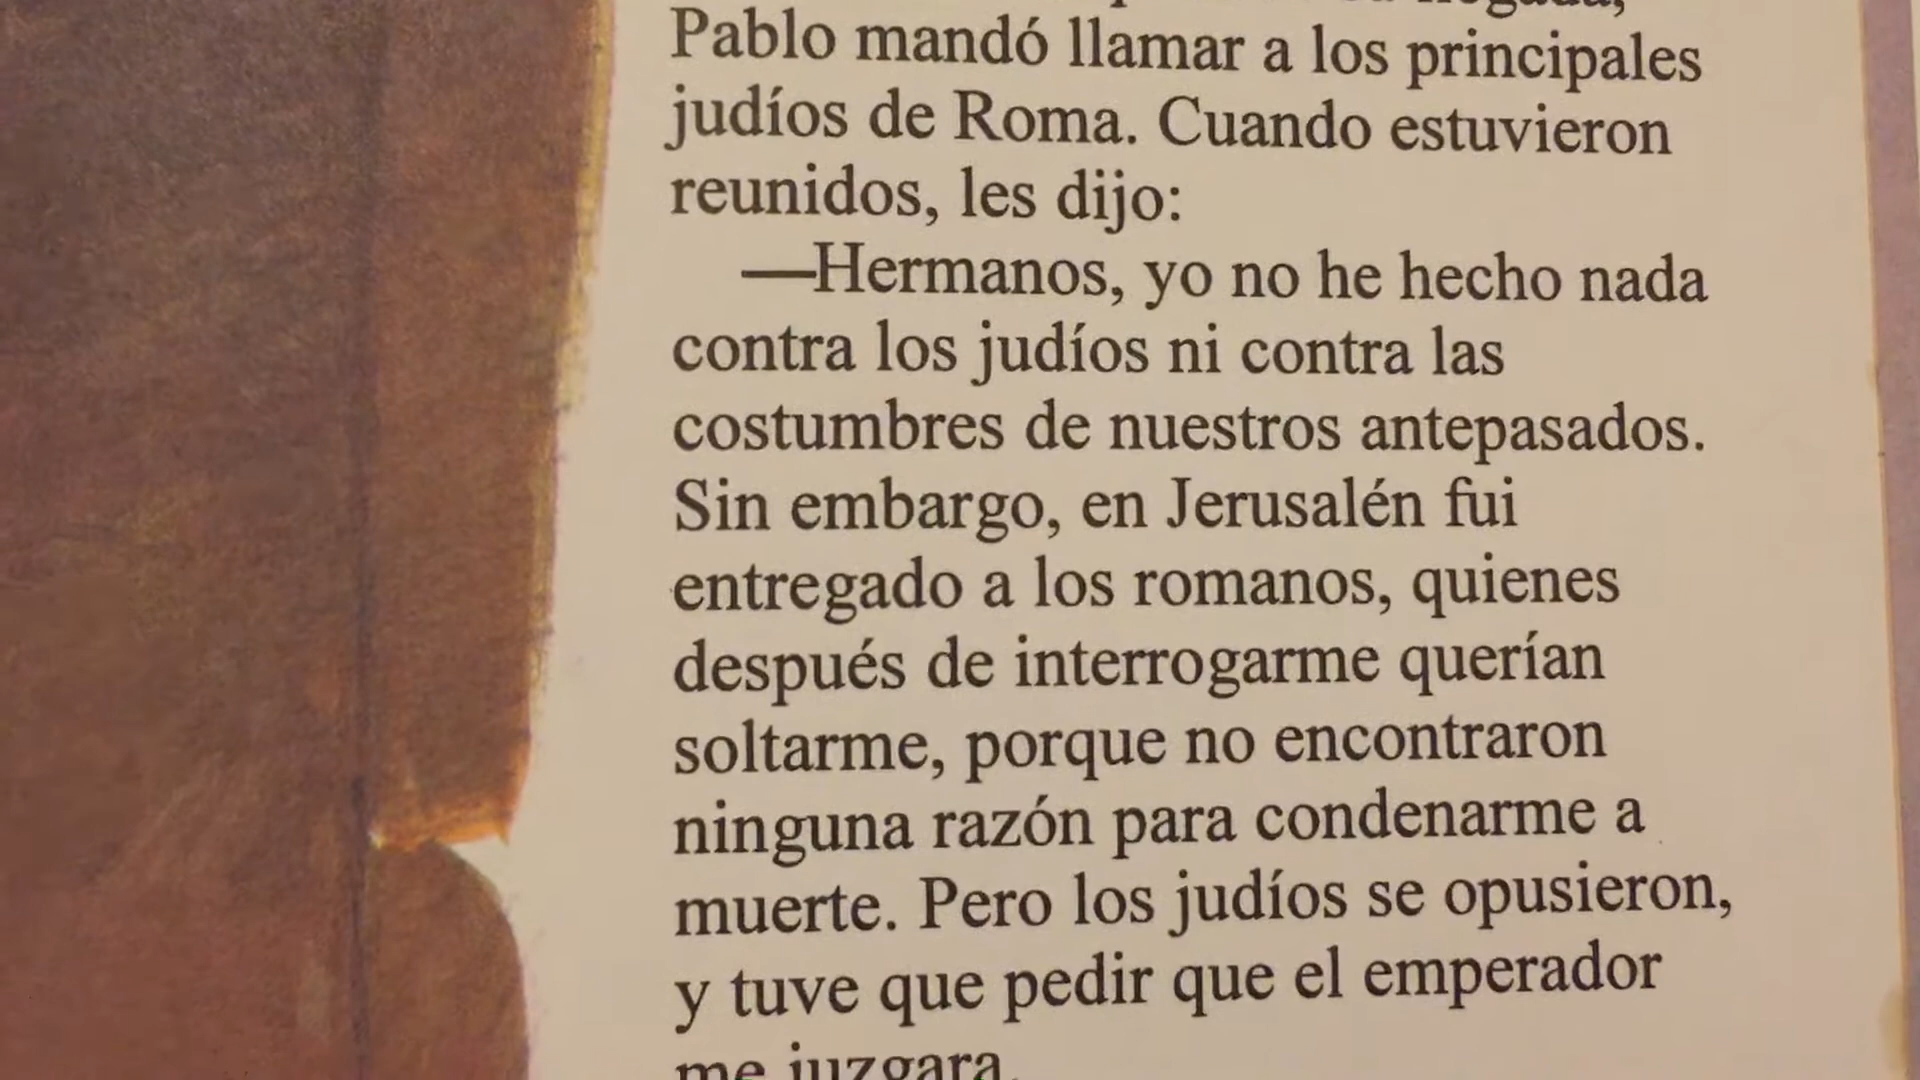 Pablo mandó llamar a los principales
judíos de Roma. Cuando estuvieron
reunidos, les dijo:
—Hermanos, yo no he hecho nada
contra los judíos ni contra las
costumbres de nuestros antepasados.
Sin embargo, en Jerusalén fui
entregado a los romanos, quienes
después de interrogarme querían
soltarme, porque no encontraron
ninguna razón para condenarme a
muerte. Pero los judíos se opusieron,
y tuve que pedir que el emperador
me juzgara.